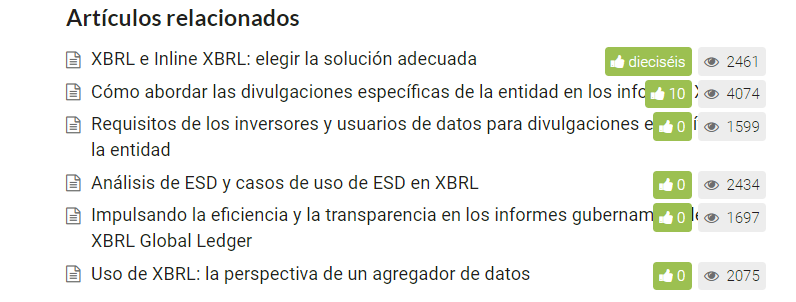 Artículos relacionados
XBRL e Inline XBRL: elegir la solución adecuada dieciséis 2461
Cómo abordar las divulgaciones específicas de la entidad en los 10 4074
Requisitos de los inversores y usuarios de datos para divulgaciones 0 1599
la entidad
Análisis de ESD y casos de uso de ESD en XBRL 0 2434
Impulsando la eficiencia y la transparencia en los informes 0 1697
XBRL Global Ledger
Uso de XBRL: la perspectiva de un agregador de datos 0 2075